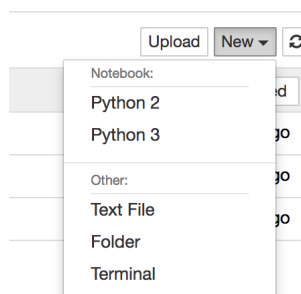 Upload New
Notebook:
Python 2
Python 3
Other:
Text File
Folder
Terminal